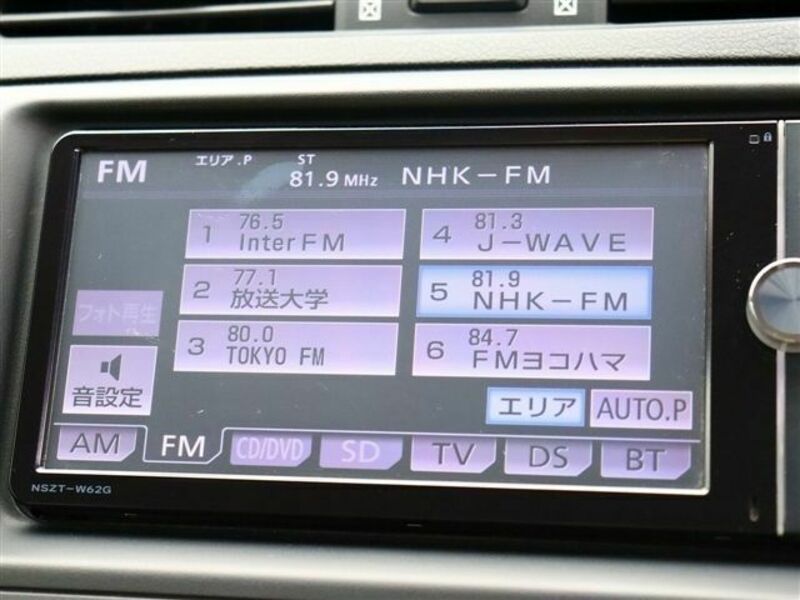 FM エリア.P ST 81.9 MHz NHK-FM
1 76.5 InterFM
2 77.1 放送大学
3 80.0 TOKYO FM
4 81.3 J-WAVE
5 81.9 NHK-FM
6 84.7 FMヨコハマ
フォト再生
音設定
エリア AUTO.P
AM FM CD/DVD SD TV DS BT
NSZT-W62G